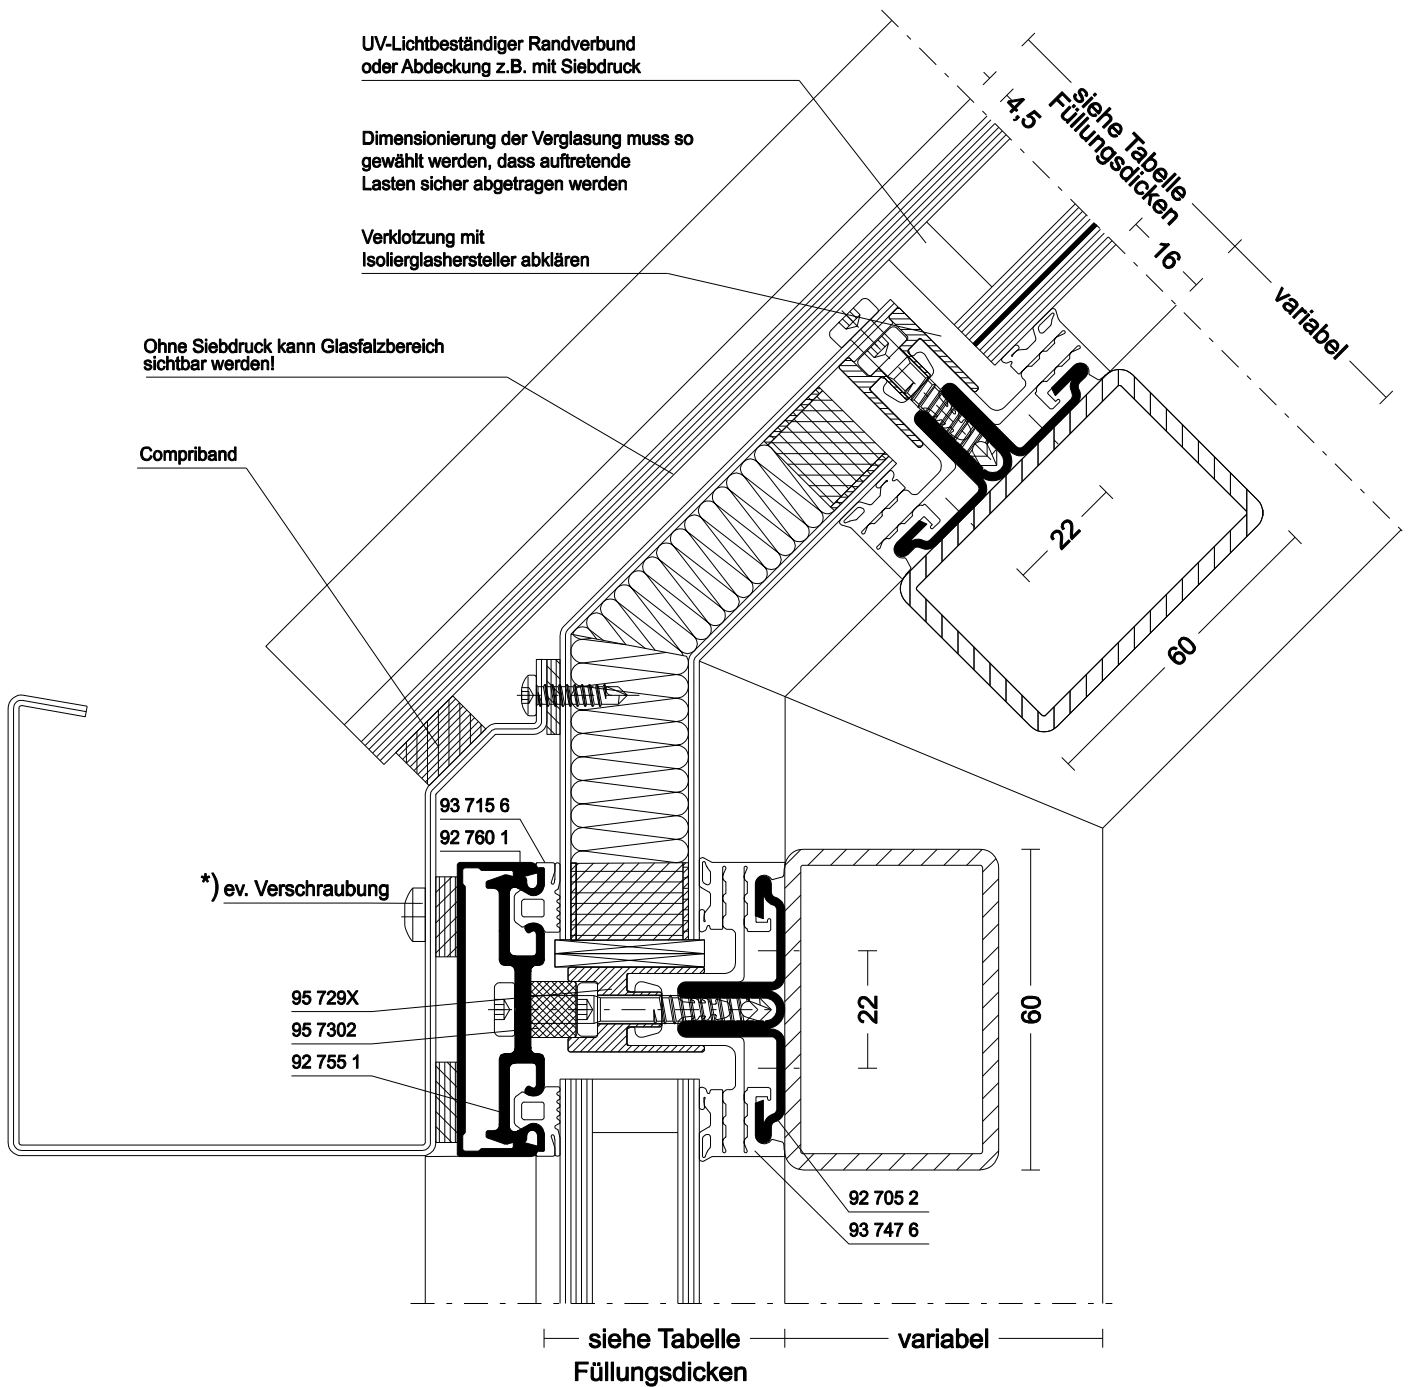 UV-Lichtbeständiger Randverbund
oder Abdeckung z.B. mit Siebdruck
Dimensionierung der Verglasung muss so
gewählt werden, dass auftretende
Lasten sicher abgetragen werden
Verklotzung mit
Isolierglashersteller abklären
Ohne Siebdruck kann Glasfalzbereich
sichtbar werden!
Compriband
4,5
siehe Tabelle
Füllungsdicken
16
variabel
22
60
93 715 6
92 760 1
*) ev. Verschraubung
95 729X
95 7302
92 755 1
22
60
92 705 2
93 747 6
siehe Tabelle
Füllungsdicken
variabel